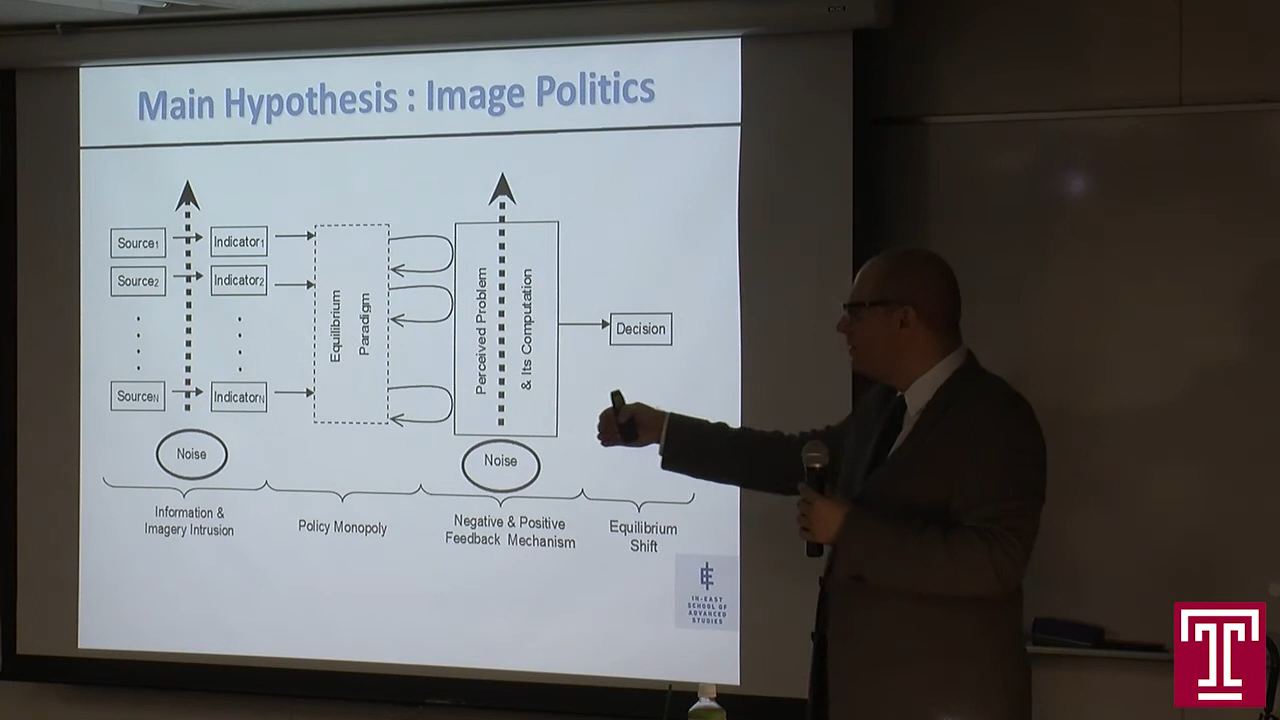 Main Hypothesis : Image Politics
Source1
Indicator1
Source2
Indicator2
SourceN
IndicatorN
Equilibrium
Paradigm
Perceived Problem
& Its Computation
Decision
Noise
Noise
Information &
Imagery Intrusion
Policy Monopoly
Negative & Positive
Feedback Mechanism
Equilibrium
Shift
IN-EAST
SCHOOL OF
ADVANCED
STUDIES
T